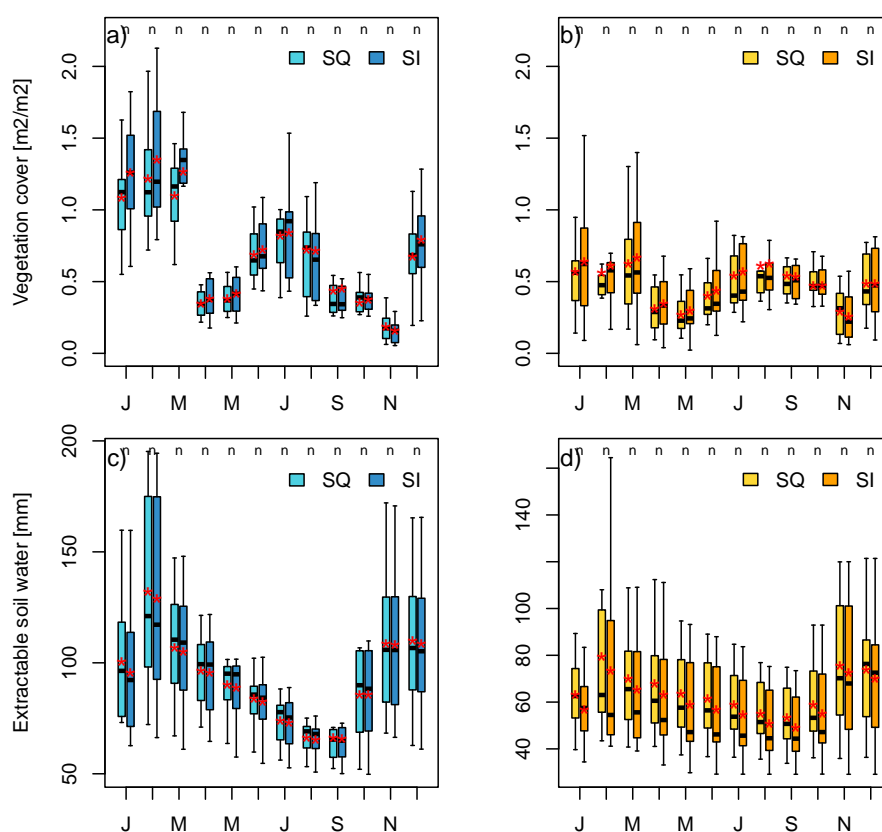 n n n n n n n n n n n n
a)
SQ SI
Vegetation cover [m2/m2]
2.0
1.5
1.0
0.5
0.0
J M M J S N
n n n n n n n n n n n n
b)
SQ SI
2.0
1.5
1.0
0.5
0.0
J M M J S N
n n n n n n n n n n n n
c)
SQ SI
Extractable soil water [mm]
200
150
100
50
J M M J S N
n n n n n n n n n n n n
d)
SQ SI
140
100
80
60
40
J M M J S N